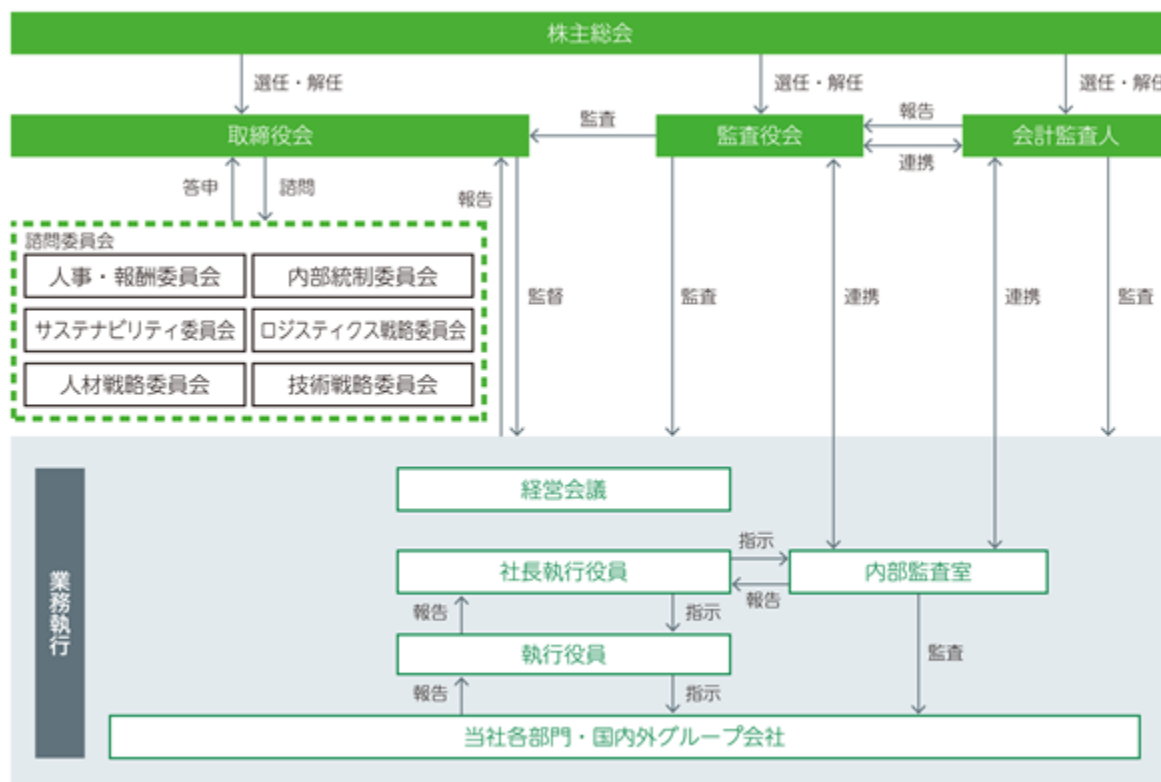 株主総会
選任・解任
選任・解任
選任・解任
取締役会
監査
監査役会
報告
連携
会計監査人
答申
諮問
報告
諮問委員会
人事・報酬委員会
内部統制委員会
サステナビリティ委員会
ロジスティクス戦略委員会
人材戦略委員会
技術戦略委員会
監督
監査
連携
連携
監査
業務執行
経営会議
社長執行役員
指示
報告
内部監査室
報告
指示
執行役員
監査
報告
指示
当社各部門・国内外グループ会社